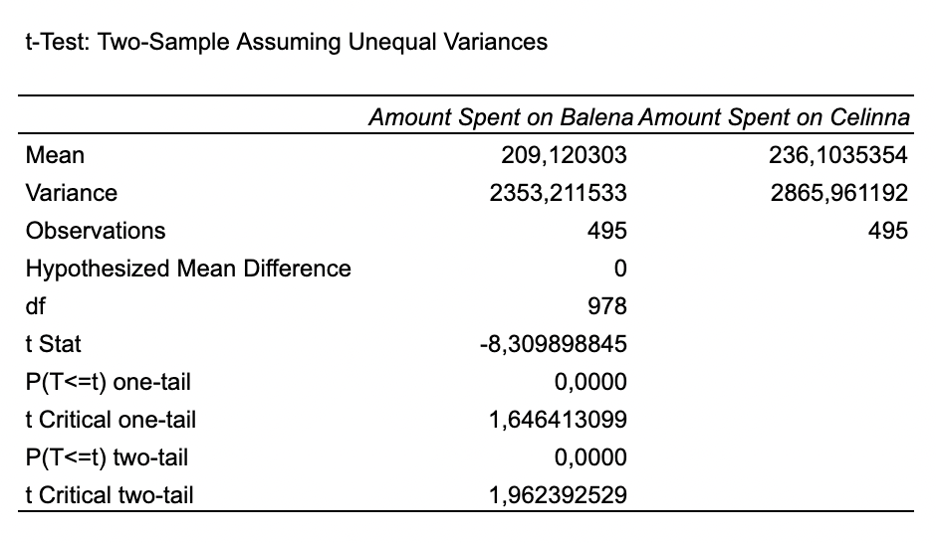 t-Test: Two-Sample Assuming Unequal Variances
Amount Spent on Balena Amount Spent on Celinna
Mean 209,120303 236,1035354
Variance 2353,211533 2865,961192
Observations 495 495
Hypothesized Mean Difference 0
df 978
t Stat -8,309898845
P(T<=t) one-tail 0,0000
t Critical one-tail 1,646413099
P(T<=t) two-tail 0,0000
t Critical two-tail 1,962392529